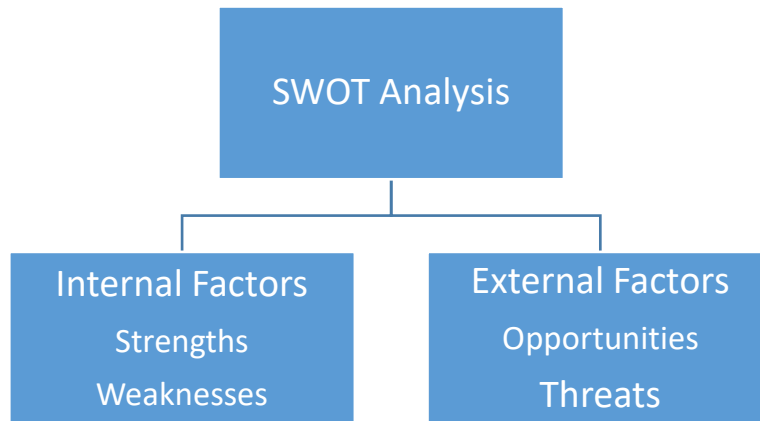 SWOT Analysis
Internal Factors
Strengths
Weaknesses
External Factors
Opportunities
Threats